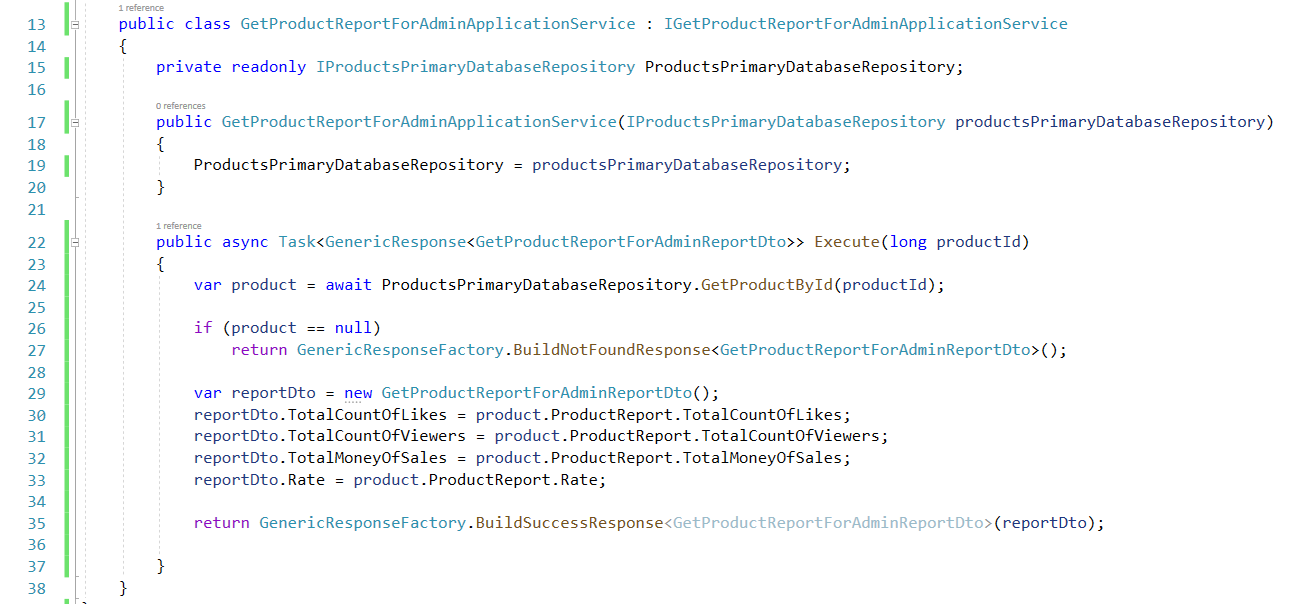 1 reference
13 public class GetProductReportForAdminApplicationService : IGetProductReportForAdminApplicationService
14 {
15 private readonly IProductsPrimaryDatabaseRepository ProductsPrimaryDatabaseRepository;
16
0 references
17 public GetProductReportForAdminApplicationService(IProductsPrimaryDatabaseRepository productsPrimaryDatabaseRepository)
18 {
19 ProductsPrimaryDatabaseRepository = productsPrimaryDatabaseRepository;
20 }
21
1 reference
22 public async Task<GenericResponse<GetProductReportForAdminReportDto>> Execute(long productId)
23 {
24 var product = await ProductsPrimaryDatabaseRepository.GetProductById(productId);
25
26 if (product == null)
27 return GenericResponseFactory.BuildNotFoundResponse<GetProductReportForAdminReportDto>();
28
29 var reportDto = new GetProductReportForAdminReportDto();
30 reportDto.TotalCountOfLikes = product.ProductReport.TotalCountOfLikes;
31 reportDto.TotalCountOfViewers = product.ProductReport.TotalCountOfViewers;
32 reportDto.TotalMoneyOfSales = product.ProductReport.TotalMoneyOfSales;
33 reportDto.Rate = product.ProductReport.Rate;
34
35 return GenericResponseFactory.BuildSuccessResponse<GetProductReportForAdminReportDto>(reportDto);
36
37 }
38 }